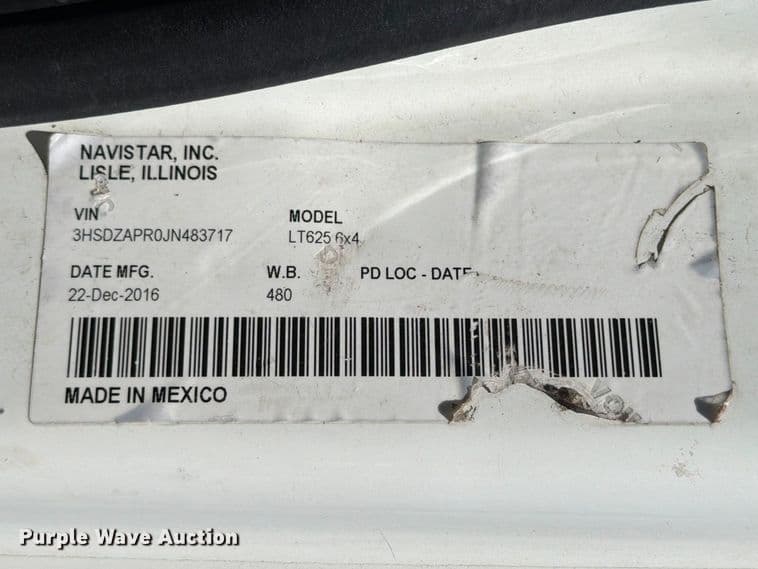 NAVISTAR, INC.
LISLE, ILLINOIS
VIN MODEL
3HSDZAPR0JN483717 LT625 6x4
DATE MFG. W.B. PD LOC - DATE
22-Dec-2016 480
MADE IN MEXICO
Purple Wave Auction